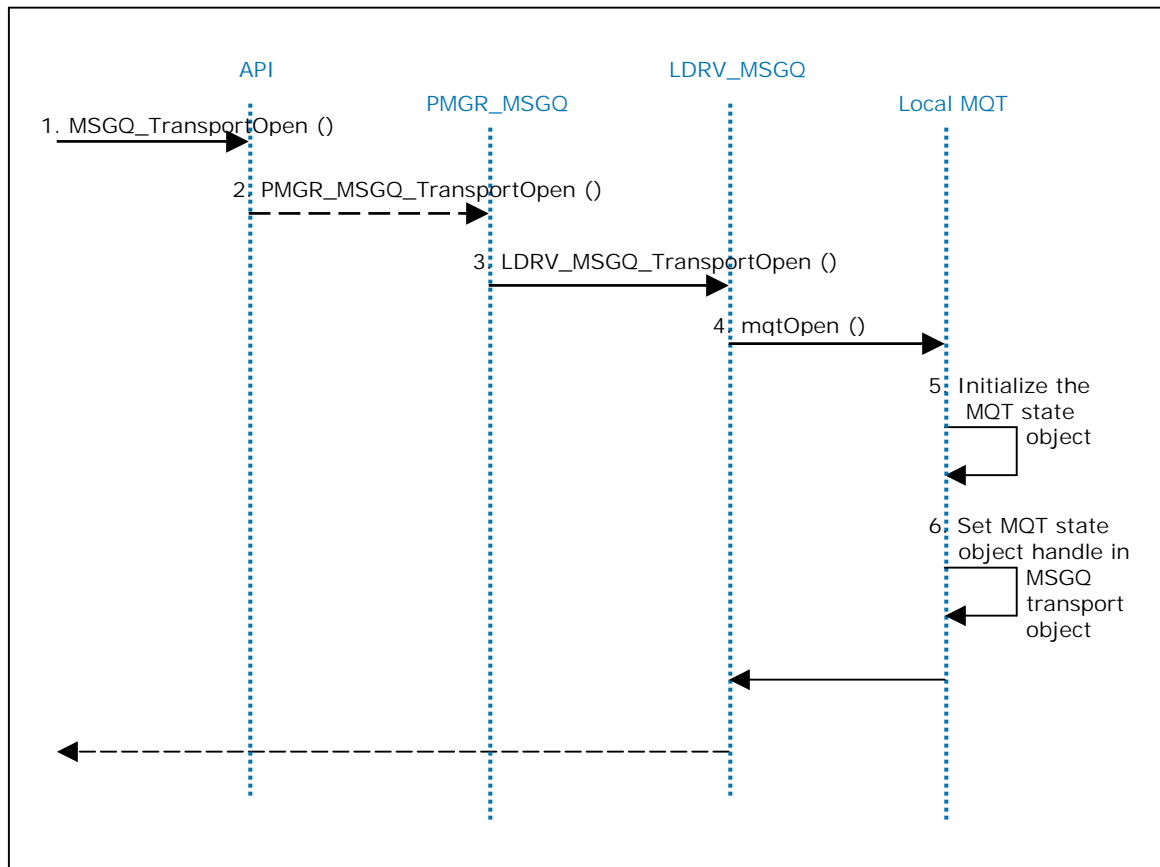 API
LDRV_MSGQ
PMGR_MSGQ
Local MQT
1. MSGQ_TransportOpen ()
2. PMGR_MSGQ_TransportOpen ()
3. LDRV_MSGQ_TransportOpen ()
4. mqtOpen ()
5. Initialize the
MQT state
object
6. Set MQT state
object handle in
MSGQ
transport
object